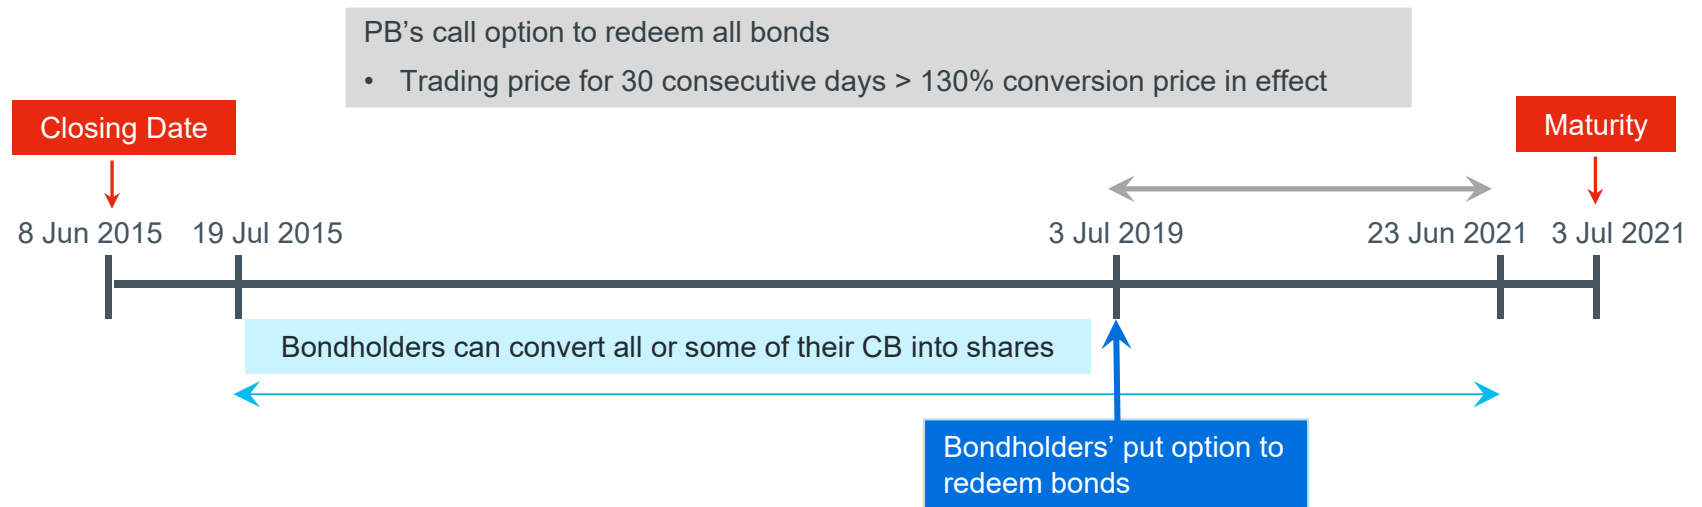 PB’s call option to redeem all bonds
• Trading price for 30 consecutive days > 130% conversion price in effect
Closing Date
Maturity
8 Jun 2015
19 Jul 2015
3 Jul 2019
23 Jun 2021
3 Jul 2021
Bondholders can convert all or some of their CB into shares
Bondholders’ put option to
redeem bonds